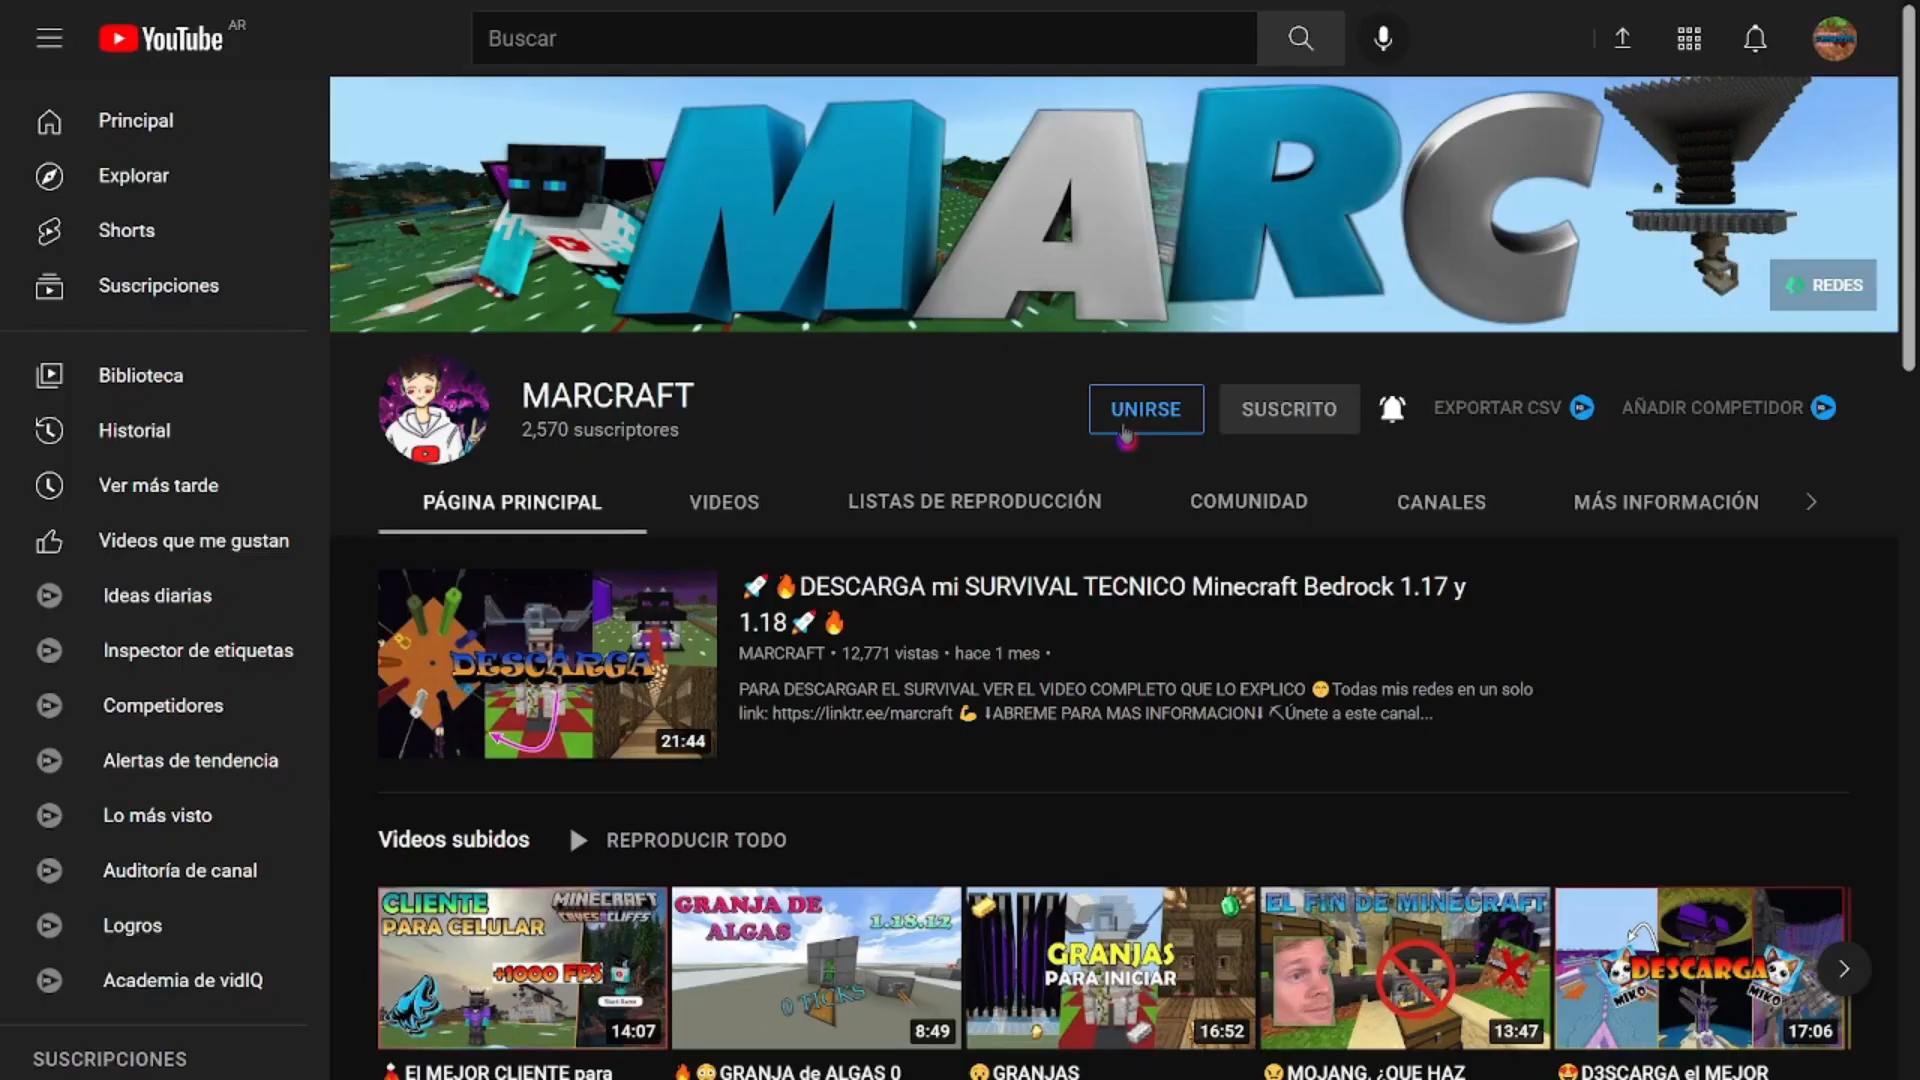 YouTube AR
Buscar
Principal
Explorar
Shorts
Suscripciones
Biblioteca
Historial
Ver más tarde
Videos que me gustan
Ideas diarias
Inspector de etiquetas
Competidores
Alertas de tendencia
Lo más visto
Auditoría de canal
Logros
Academia de vidIQ
SUSCRIPCIONES
MARC
REDES
MARCRAFT
2,570 suscriptores
UNIRSE
SUSCRITO
EXPORTAR CSV
AÑADIR COMPETIDOR
PÁGINA PRINCIPAL
VIDEOS
LISTAS DE REPRODUCCIÓN
COMUNIDAD
CANALES
MÁS INFORMACIÓN
DESCARGA
21:44
🚀🔥DESCARGA mi SURVIVAL TECNICO Minecraft Bedrock 1.17 y
1.18🚀🔥
MARCRAFT • 12,771 vistas • hace 1 mes •
PARA DESCARGAR EL SURVIVAL VER EL VIDEO COMPLETO QUE LO EXPLICO 😁Todas mis redes en un solo
link: https://linktr.ee/marcraft 💪 ⬇ABREME PARA MAS INFORMACION⬇ ⛏Únete a este canal...
Videos subidos
REPRODUCIR TODO
CLIENTE
PARA CELULAR
MINECRAFT
CAVES & CLIFFS
+1000 FPS
14:07
GRANJA DE
ALGAS
1.18.12
0 TICKS
8:49
GRANJAS
PARA INICIAR
16:52
EL FIN DE MINECRAFT
13:47
DESCARGA
MIKO
MIKO
17:06
El MEJOR CLIENTE para
🔥😳GRANJA de ALGAS 0
GRANJAS
MOJANG, ¿QUE HAZ
🤩D3SCARGA el MEJOR